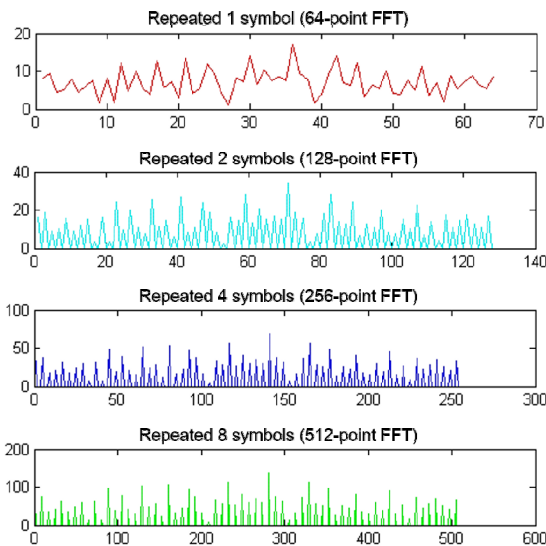 Repeated 1 symbol (64-point FFT)
20
10
0
0 10 20 30 40 50 60 70
Repeated 2 symbols (128-point FFT)
40
20
0
0 20 40 60 80 100 120 140
Repeated 4 symbols (256-point FFT)
100
50
0
0 50 100 150 200 250 300
Repeated 8 symbols (512-point FFT)
200
100
0
0 100 200 300 400 500 600